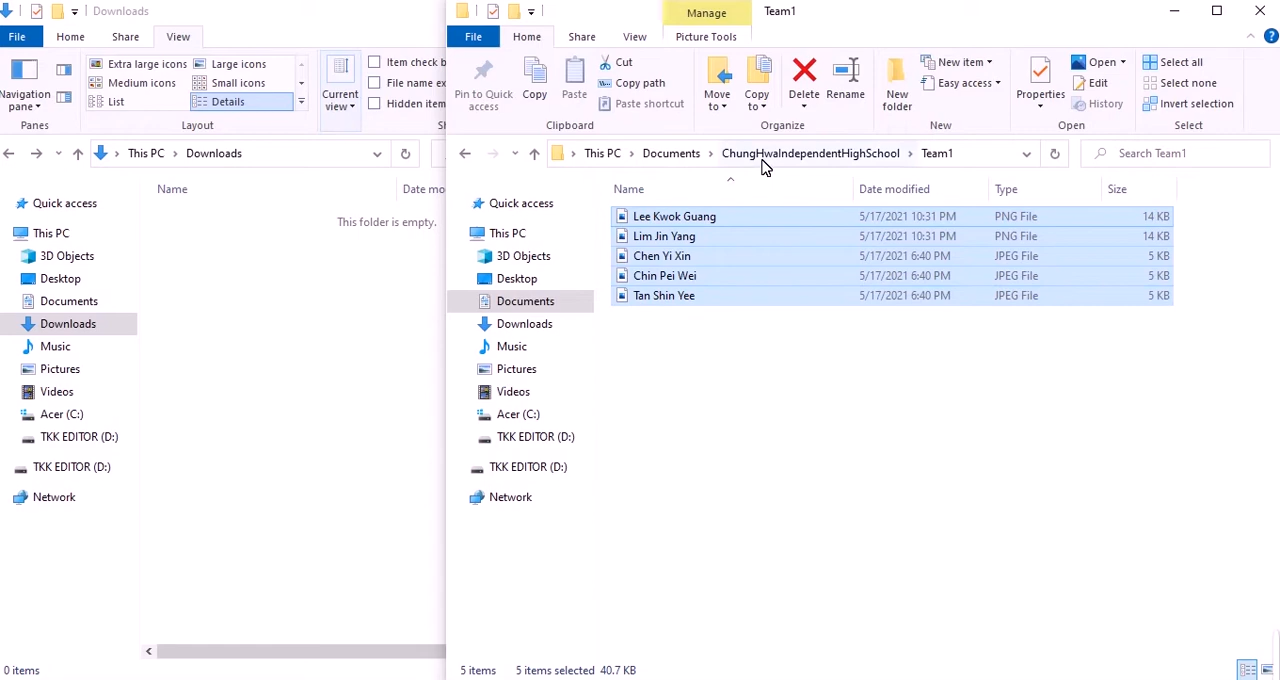 Downloads
File Home Share View
Navigation pane
Panes
Extra large icons Large icons
Medium icons Small icons
List Details
Layout
Current view
Item check b
File name ex
Hidden item
This PC Downloads
Name Date mo
This folder is empty.
Quick access
This PC
3D Objects
Desktop
Documents
Downloads
Music
Pictures
Videos
Acer (C:)
TKK EDITOR (D:)
TKK EDITOR (D:)
Network
0 items
Manage Team1
File Home Share View Picture Tools
Pin to Quick access
Copy
Paste
Cut
Copy path
Paste shortcut
Clipboard
Move to
Copy to
Delete
Rename
Organize
New folder
New item
Easy access
New
Properties
Open
Edit
History
Open
Select all
Select none
Invert selection
Select
This PC Documents ChungHwaIndependentHighSchool Team1
Search Team1
Name Date modified Type Size
Lee Kwok Guang 5/17/2021 10:31 PM PNG File 14 KB
Lim Jin Yang 5/17/2021 10:31 PM PNG File 14 KB
Chen Yi Xin 5/17/2021 6:40 PM JPEG File 5 KB
Chin Pei Wei 5/17/2021 6:40 PM JPEG File 5 KB
Tan Shin Yee 5/17/2021 6:40 PM JPEG File 5 KB
Quick access
This PC
3D Objects
Desktop
Documents
Downloads
Music
Pictures
Videos
Acer (C:)
TKK EDITOR (D:)
TKK EDITOR (D:)
Network
5 items 5 items selected 40.7 KB